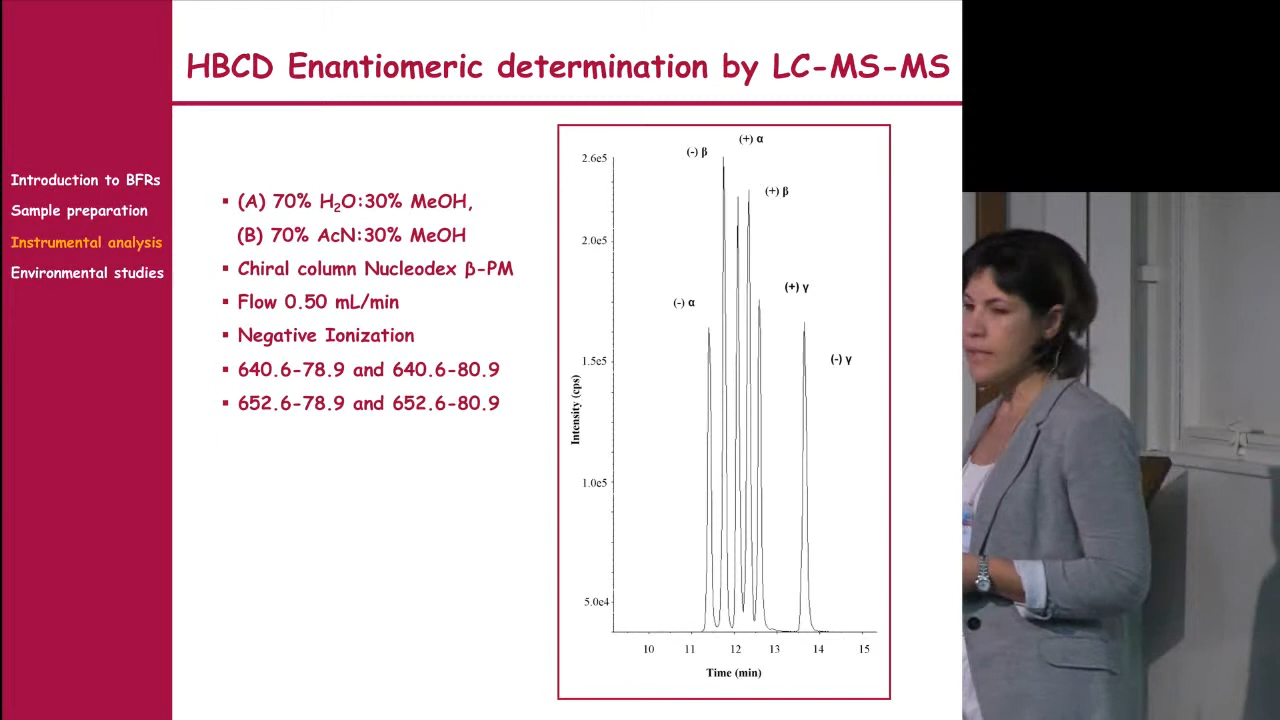 HBCD Enantiomeric determination by LC-MS-MS
Introduction to BFRs
Sample preparation
Instrumental analysis
Environmental studies
▪ (A) 70% H₂O:30% MeOH,
(B) 70% AcN:30% MeOH
▪ Chiral column Nucleodex β-PM
▪ Flow 0.50 mL/min
▪ Negative Ionization
▪ 640.6-78.9 and 640.6-80.9
▪ 652.6-78.9 and 652.6-80.9
(+) α
(-) β
2.6e5
(+) β
2.0e5
(+) γ
(-) α
1.5e5
(-) γ
Intensity (cps)
1.0e5
5.0e4
10 11 12 13 14 15
Time (min)